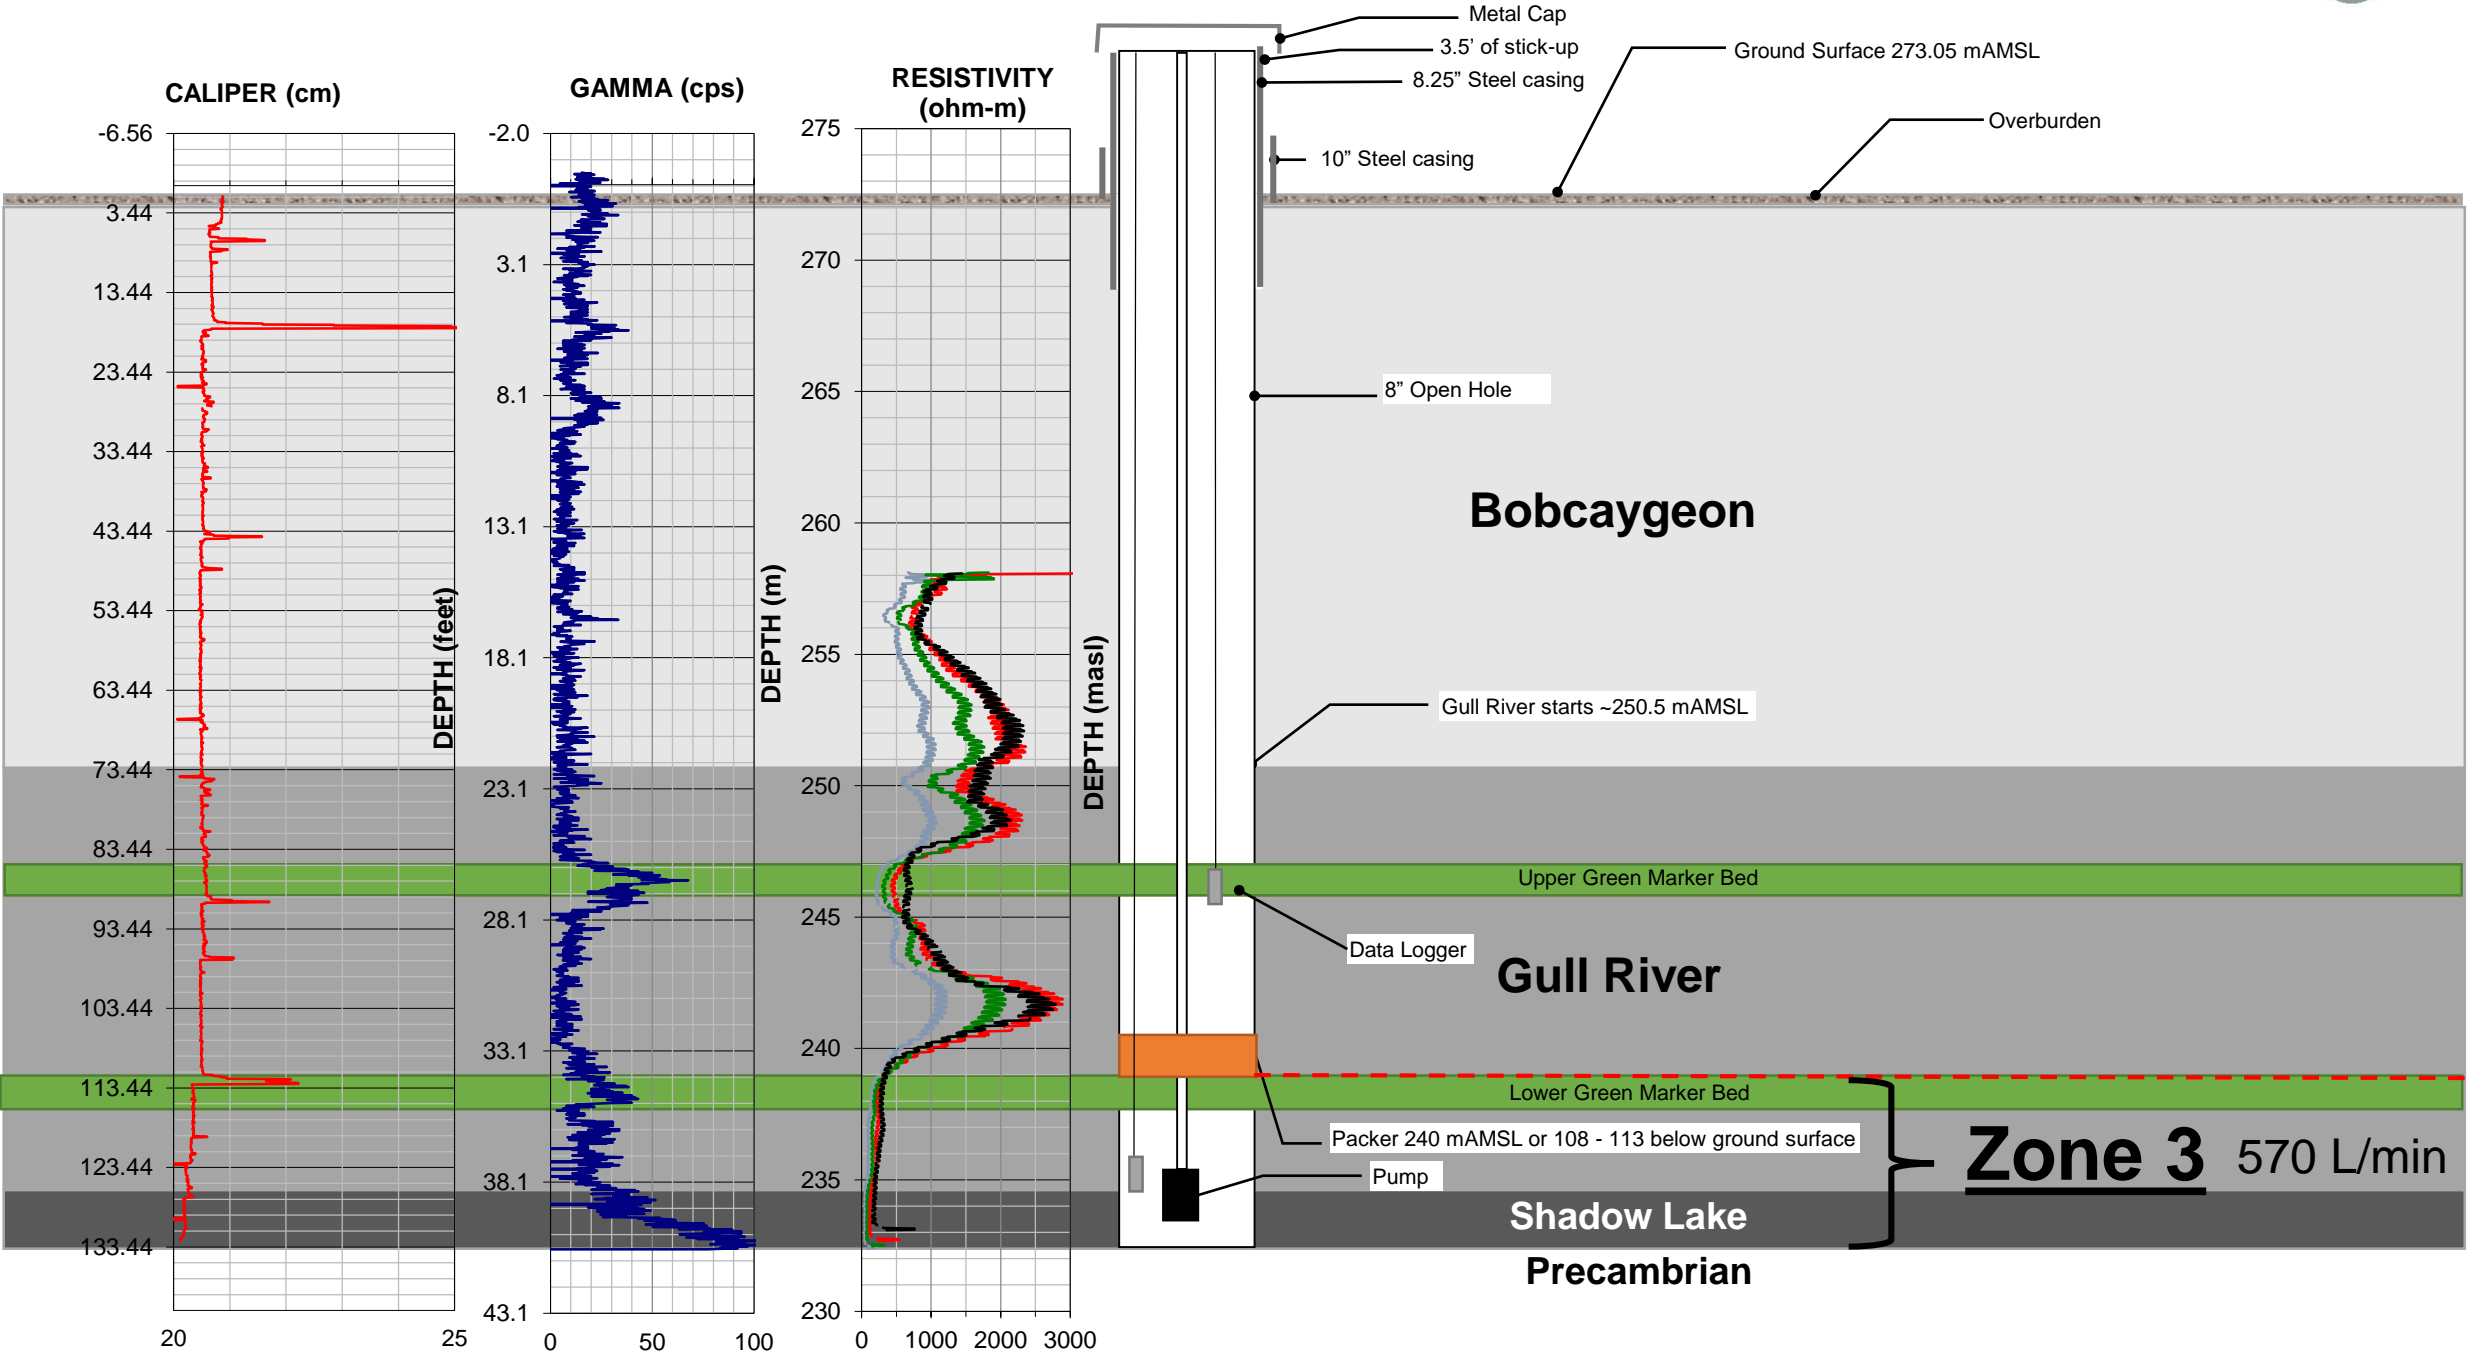 Metal Cap
3.5’ of stick-up
8.25” Steel casing
10” Steel casing
Ground Surface 273.05 mAMSL
Overburden
CALIPER (cm)
-6.56
3.44
13.44
23.44
33.44
43.44
53.44
63.44
73.44
83.44
93.44
103.44
113.44
123.44
133.44
20
25
DEPTH (feet)
GAMMA (cps)
-2.0
3.1
8.1
13.1
18.1
23.1
28.1
33.1
38.1
43.1
0
50
100
DEPTH (m)
RESISTIVITY
(ohm-m)
275
270
265
260
255
250
245
240
235
230
0
1000
2000
3000
DEPTH (masl)
8” Open Hole
Bobcaygeon
Gull River starts ~250.5 mAMSL
Upper Green Marker Bed
Data Logger
Gull River
Lower Green Marker Bed
Packer 240 mAMSL or 108 - 113 below ground surface
Pump
Zone 3 570 L/min
Shadow Lake
Precambrian